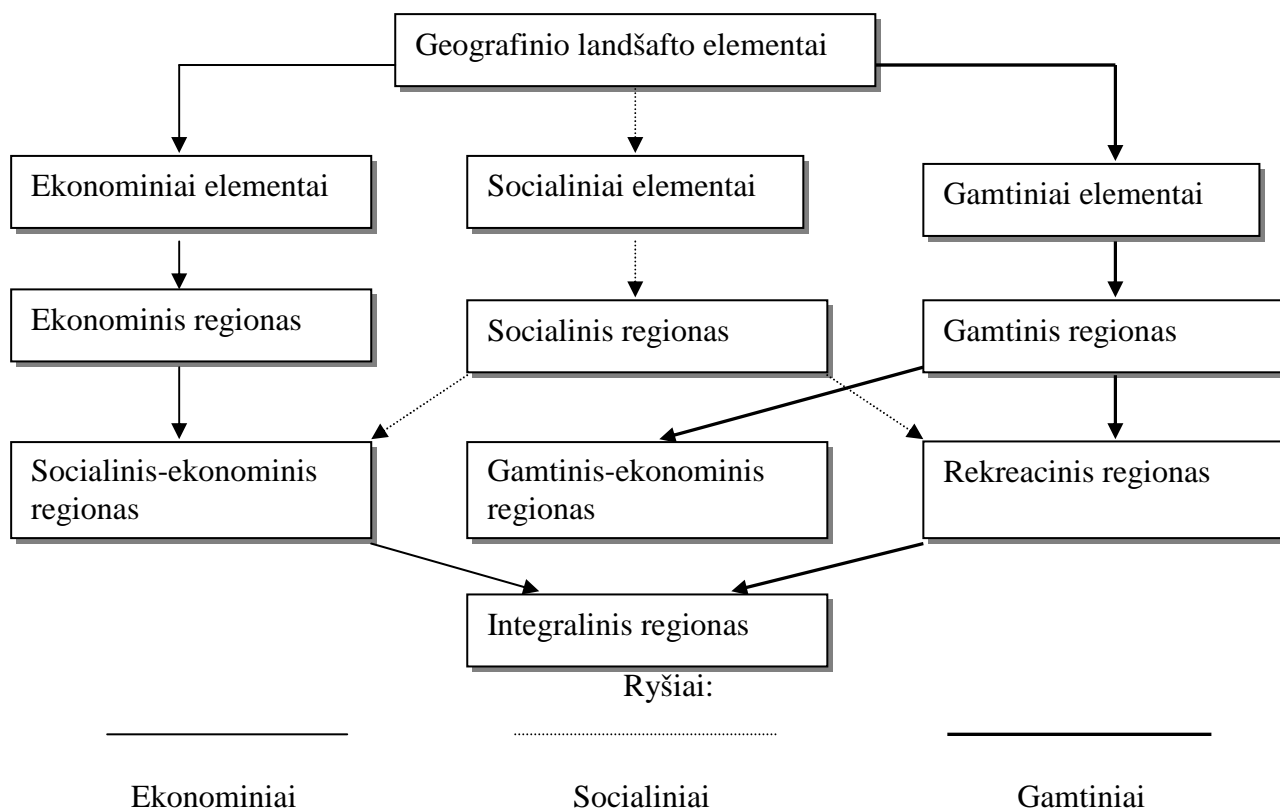 Geografinio landšafto elementai
Ekonominiai elementai
Socialiniai elementai
Gamtiniai elementai
Ekonominis regionas
Socialinis regionas
Gamtinis regionas
Socialinis-ekonominis
regionas
Gamtinis-ekonominis
regionas
Rekreacinis regionas
Integralinis regionas
Ryšiai:
Ekonominiai
Socialiniai
Gamtiniai